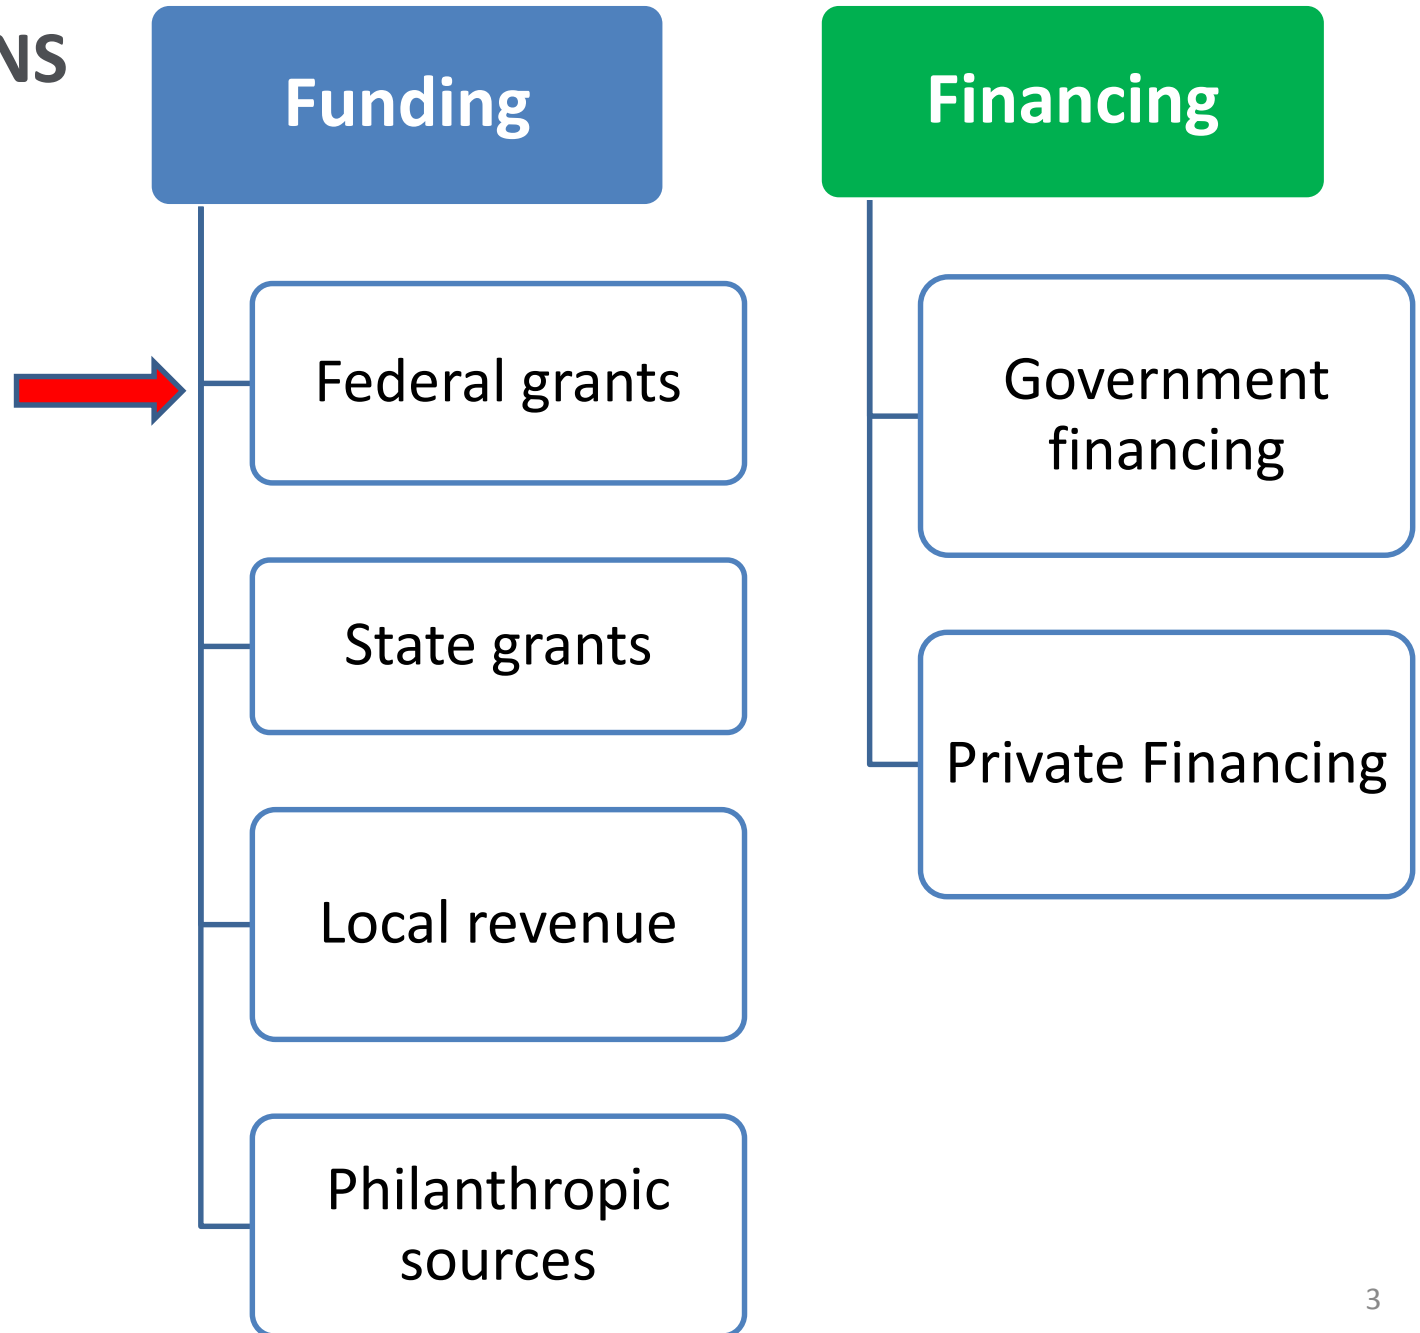 NS
Funding
Federal grants
State grants
Local revenue
Philanthropic
sources
Financing
Government
financing
Private Financing
3